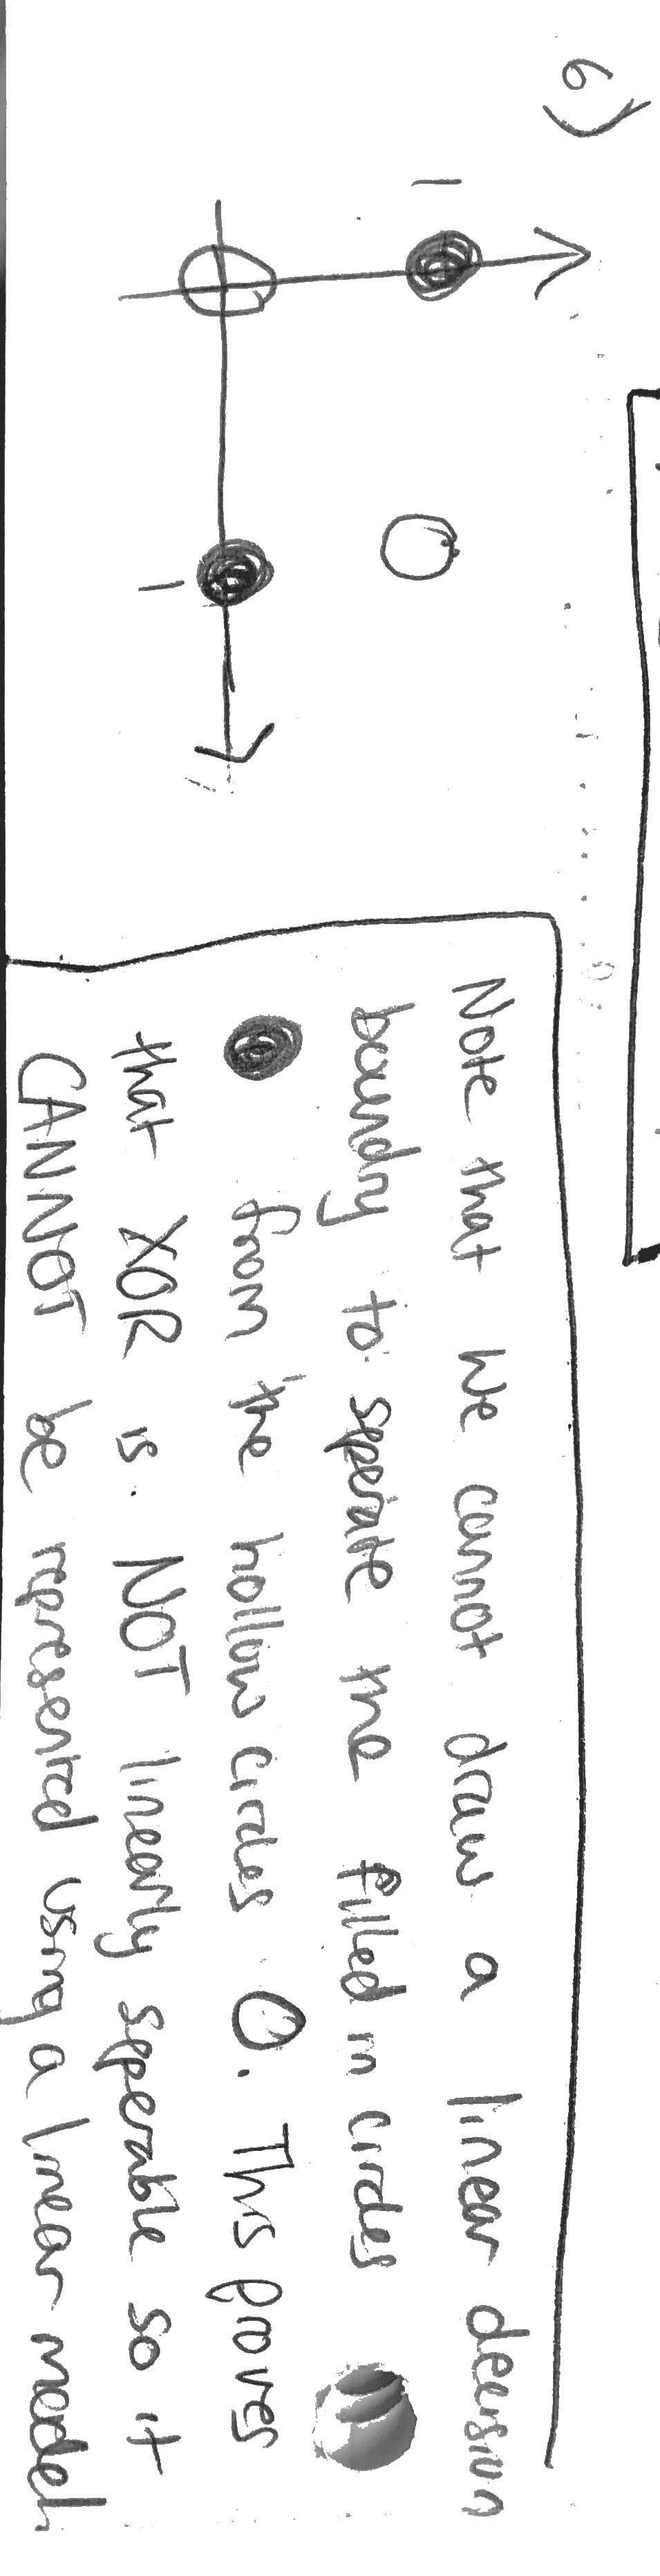 6)
1
1
Note that we cannot draw a linear decision
boundry to seperate the filled in circles
from the hollow circles O. This proves
that XOR is NOT linearly seperable so it
CANNOT be represented using a linear model.